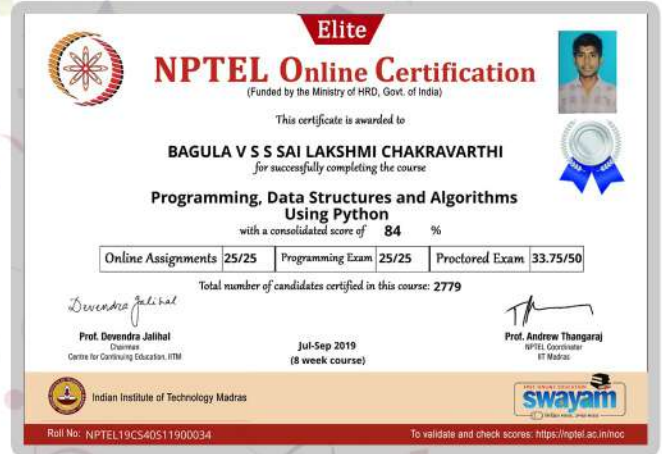 Elite
NPTEL Online Certification
(Funded by the Ministry of HRD, Govt. of India)
This certificate is awarded to
BAGULA V S S SAI LAKSHMI CHAKRAVARTHI
for successfully completing the course
Programming, Data Structures and Algorithms
Using Python
with a consolidated score of 84 %
Online Assignments 25/25 Programming Exam 25/25 Proctored Exam 33.75/50
Total number of candidates certified in this course: 2779
Devendra Jalihal
Prof. Devendra Jalihal
Chairman
Centre for Continuing Education, IITM
Jul-Sep 2019
(8 week course)
Prof. Andrew Thangaraj
NPTEL Coordinator
IIT Madras
Indian Institute of Technology Madras
FREE ONLINE EDUCATION
swayam
Roll No: NPTEL19CS40S11900034
To validate and check scores: https://nptel.ac.in/noc